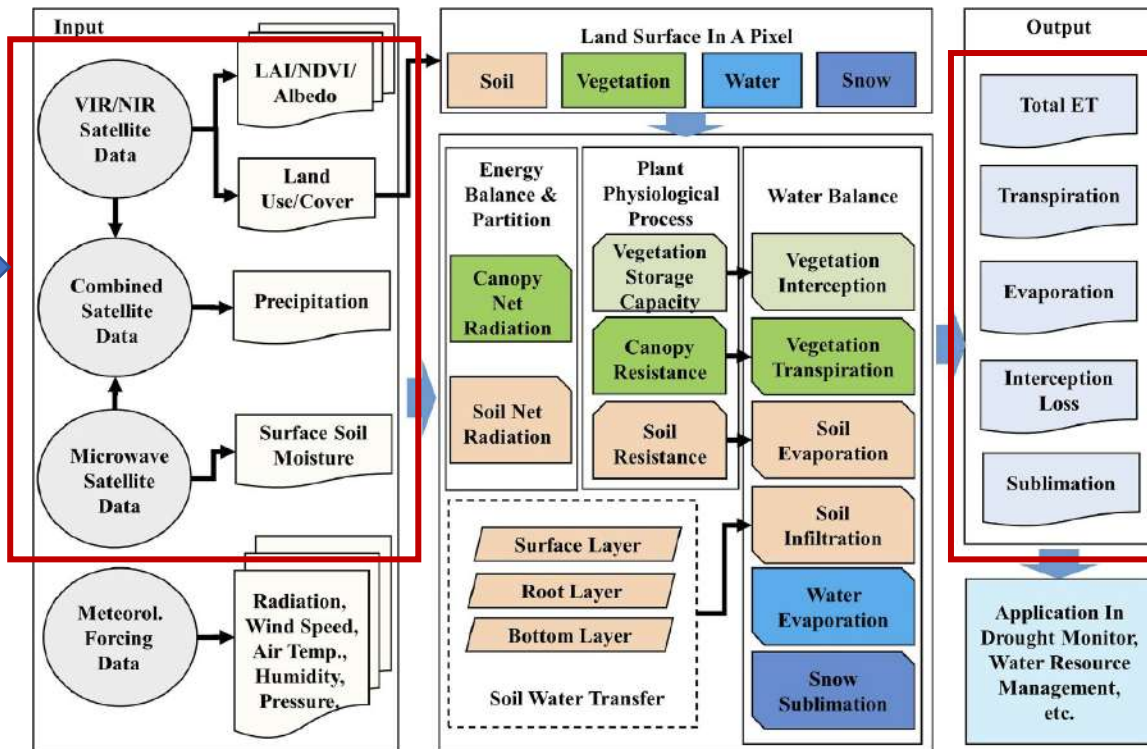 Input
VIR/NIR
Satellite
Data
LAI/NDVI/
Albedo
Land
Use/Cover
Combined
Satellite
Data
Precipitation
Microwave
Satellite
Data
Surface Soil
Moisture
Meteorol.
Forcing
Data
Radiation,
Wind Speed,
Air Temp.,
Humidity,
Pressure,
Land Surface In A Pixel
Soil
Vegetation
Water
Snow
Energy
Balance &
Partition
Canopy
Net
Radiation
Soil Net
Radiation
Plant
Physiological
Process
Vegetation
Storage
Capacity
Canopy
Resistance
Soil
Resistance
Water Balance
Vegetation
Interception
Vegetation
Transpiration
Soil
Evaporation
Soil
Infiltration
Water
Evaporation
Snow
Sublimation
Surface Layer
Root Layer
Bottom Layer
Soil Water Transfer
Output
Total ET
Transpiration
Evaporation
Interception
Loss
Sublimation
Application In
Drought Monitor,
Water Resource
Management,
etc.